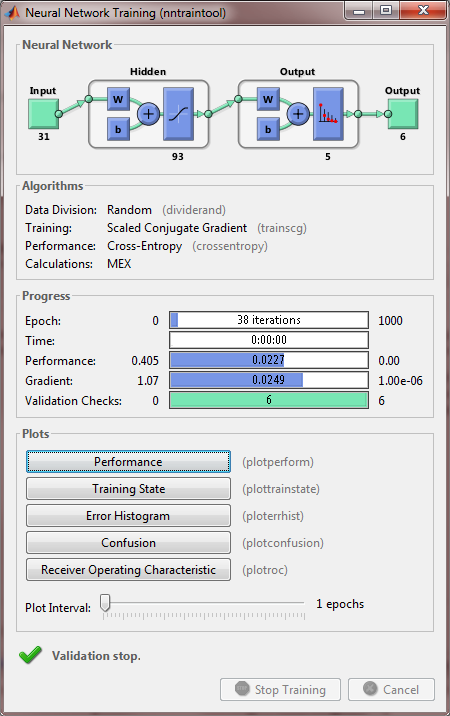 Neural Network Training (nntraintool)
Neural Network
Hidden Output
Input Output
W W
b b
+ +
31 6
93 5
Algorithms
Data Division: Random (dividerand)
Training: Scaled Conjugate Gradient (trainscg)
Performance: Cross-Entropy (crossentropy)
Calculations: MEX
Progress
Epoch: 0 38 iterations 1000
Time: 0:00:00
Performance: 0.405 0.0227 0.00
Gradient: 1.07 0.0249 1.00e-06
Validation Checks: 0 6 6
Plots
Performance (plotperform)
Training State (plottrainstate)
Error Histogram (ploterrhist)
Confusion (plotconfusion)
Receiver Operating Characteristic (plotroc)
Plot Interval: 1 epochs
Validation stop.
Stop Training Cancel